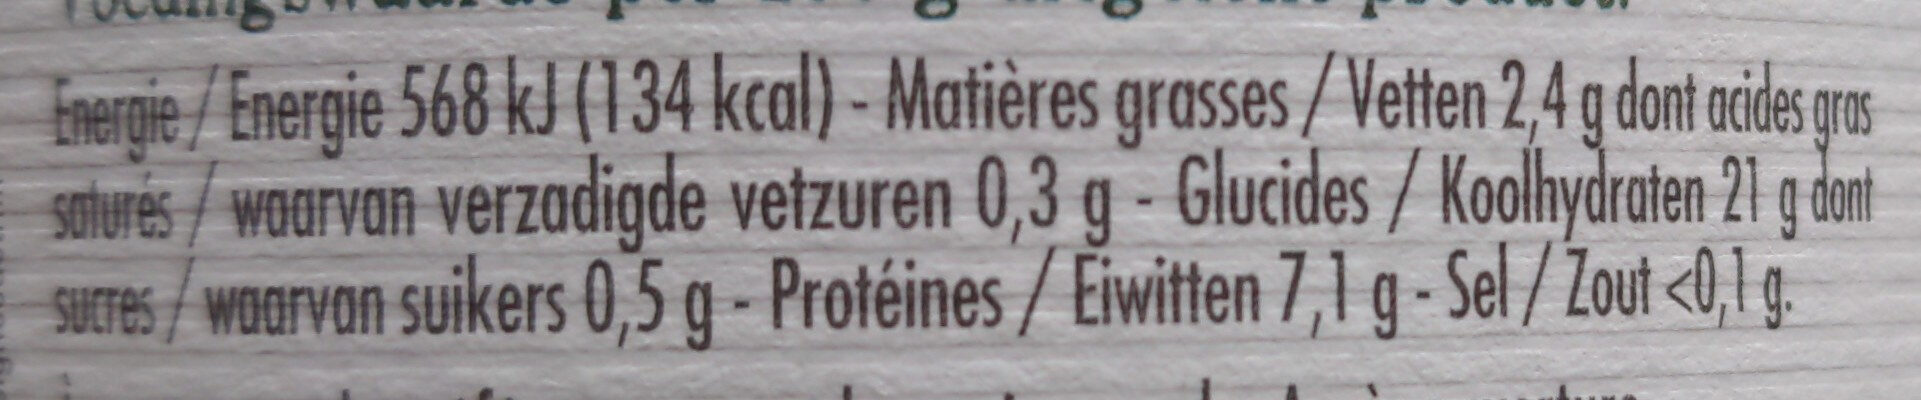 Energie / Energie 568 kJ (134 kcal) - Matières grasses / Vetten 2,4 g dont acides gras
saturés / waarvan verzadigde vetzuren 0,3 g - Glucides / Koolhydraten 21 g dont
sucres / waarvan suikers 0,5 g - Protéines / Eiwitten 7,1 g - Sel / Zout <0,1 g.